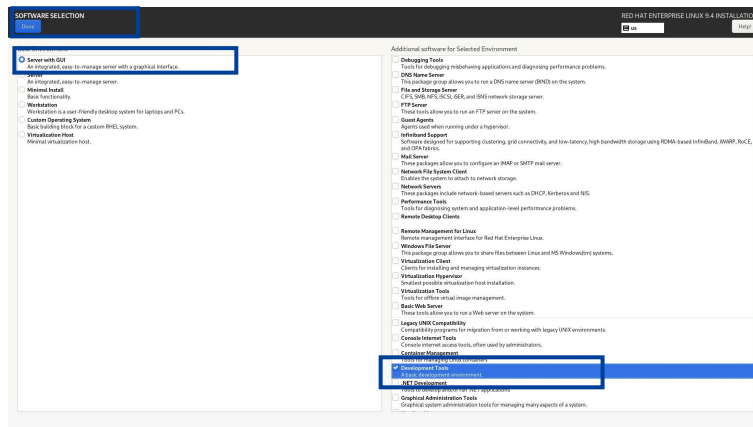 SOFTWARE SELECTION
RED HAT ENTERPRISE LINUX 9.4 INSTALLATIO
Done
us
Help!
Server with GUI
An integrated, easy-to-manage server with a graphical interface.
Server
An integrated, easy-to-manage server.
Minimal Install
Basic functionality.
Workstation
Workstation is a user-friendly desktop system for laptops and PCs.
Custom Operating System
Basic building block for a custom RHEL system.
Virtualization Host
Minimal virtualization host.
Additional software for Selected Environment
Debugging Tools
Tools for debugging misbehaving applications and diagnosing performance problems.
DNS Name Server
This package group allows you to run a DNS name server (BIND) on the system.
File and Storage Server
CIFS, SMB, NFS, iSCSI, iSER, and iSNS network storage server.
FTP Server
These tools allow you to run an FTP server on the system.
Guest Agents
Agents used when running under a hypervisor.
Infiniband Support
Software designed for supporting clustering, grid connectivity, and low-latency, high bandwidth storage using RDMA-based InfiniBand, iWARP, RoCE,
and OPA fabrics.
Mail Server
These packages allow you to configure an IMAP or SMTP mail server.
Network File System Client
Enables the system to attach to network storage.
Network Servers
These packages include network-based servers such as DHCP, Kerberos and NIS.
Performance Tools
Tools for diagnosing system and application-level performance problems.
Remote Desktop Clients
Remote Management for Linux
Remote management interface for Red Hat Enterprise Linux.
Windows File Server
This package group allows you to share files between Linux and MS Windows(tm) systems.
Virtualization Client
Clients for installing and managing virtualization instances.
Virtualization Hypervisor
Smallest possible virtualization host installation.
Virtualization Tools
Tools for offline virtual image management.
Basic Web Server
These tools allow you to run a Web server on the system.
Legacy UNIX Compatibility
Compatibility programs for migration from or working with legacy UNIX environments.
Console Internet Tools
Console internet access tools, often used by administrators.
Container Management
Tools for managing Linux containers
Development Tools
A basic development environment.
.NET Development
Tools to develop and/or run .NET applications
Graphical Administration Tools
Graphical system administration tools for managing many aspects of a system.